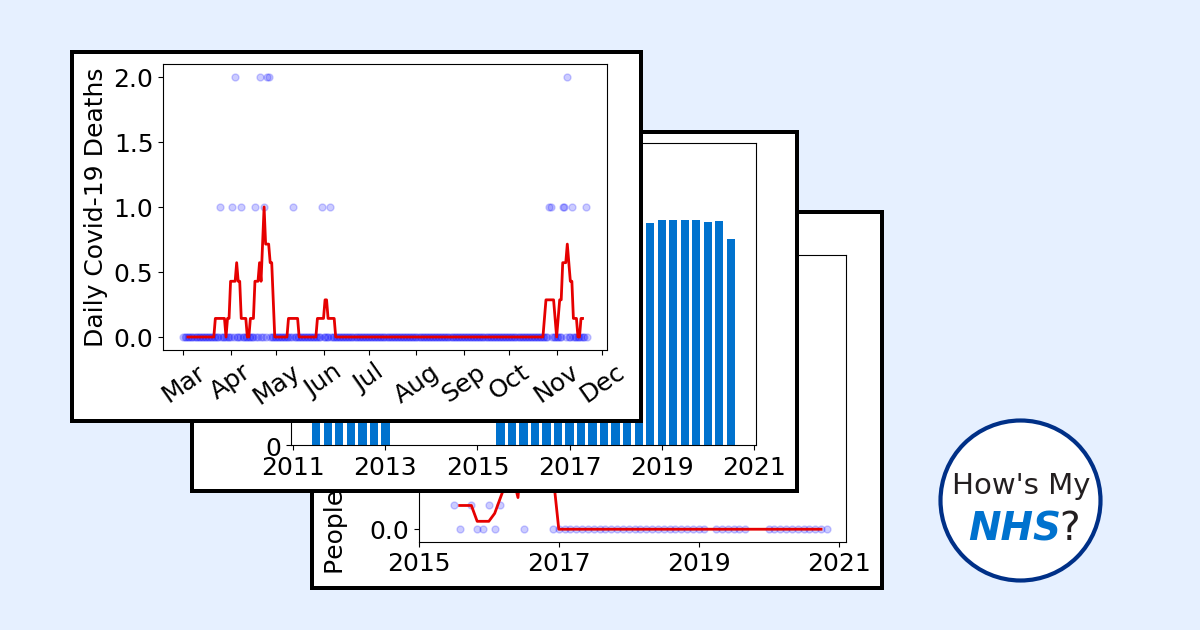 Daily Covid-19 Deaths
2.0
1.5
1.0
0.5
0.0
Mar Apr May Jun Jul Aug Sep Oct Nov Dec
0
2011 2013 2015 2017 2019 2021
People
0.0
2015 2017 2019 2021
How's My
NHS?